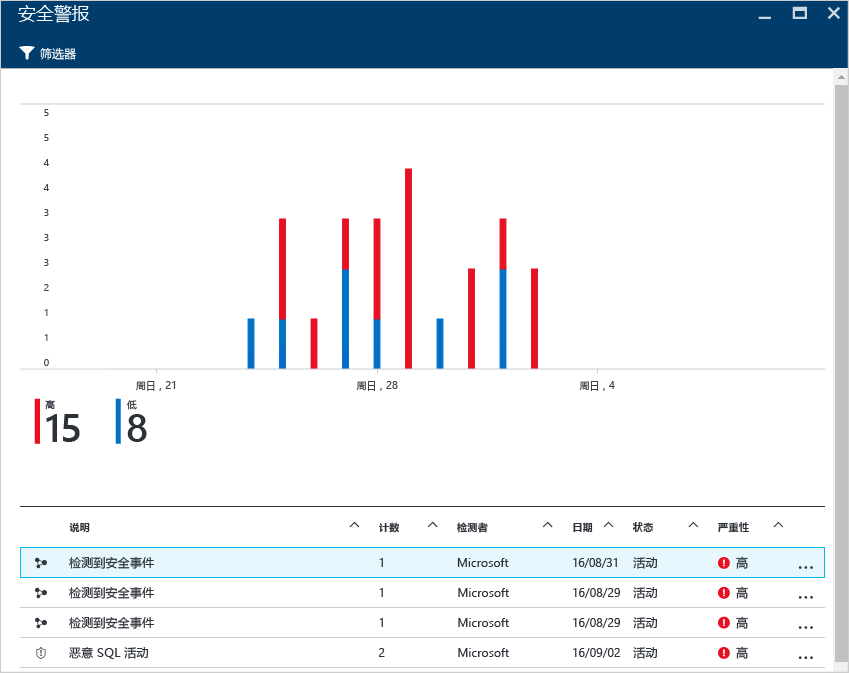 安全警报
筛选器
5
5
4
4
3
3
3
2
1
1
0
周日 , 21 周日 , 28 周日 , 4
高 低
15 8
说明 计数 检测者 日期 状态 严重性
检测到安全事件 1 Microsoft 16/08/31 活动 高 ...
检测到安全事件 1 Microsoft 16/08/29 活动 高 ...
检测到安全事件 1 Microsoft 16/08/29 活动 高 ...
恶意 SQL 活动 2 Microsoft 16/09/02 活动 高 ...